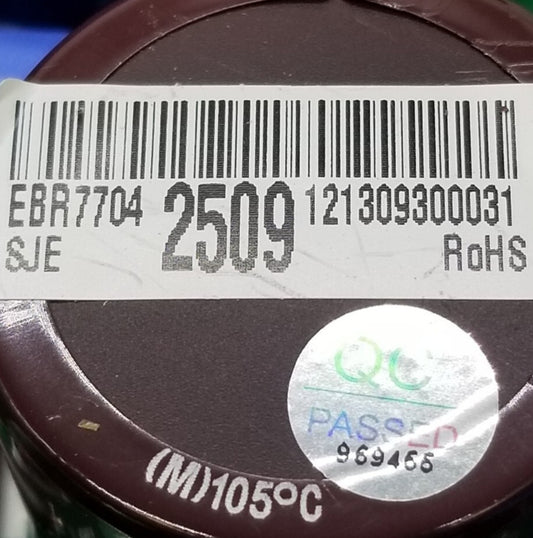 EBR7704 2509 121309300031
SJE RoHS
QC
PASSED
969466
(M)105°C